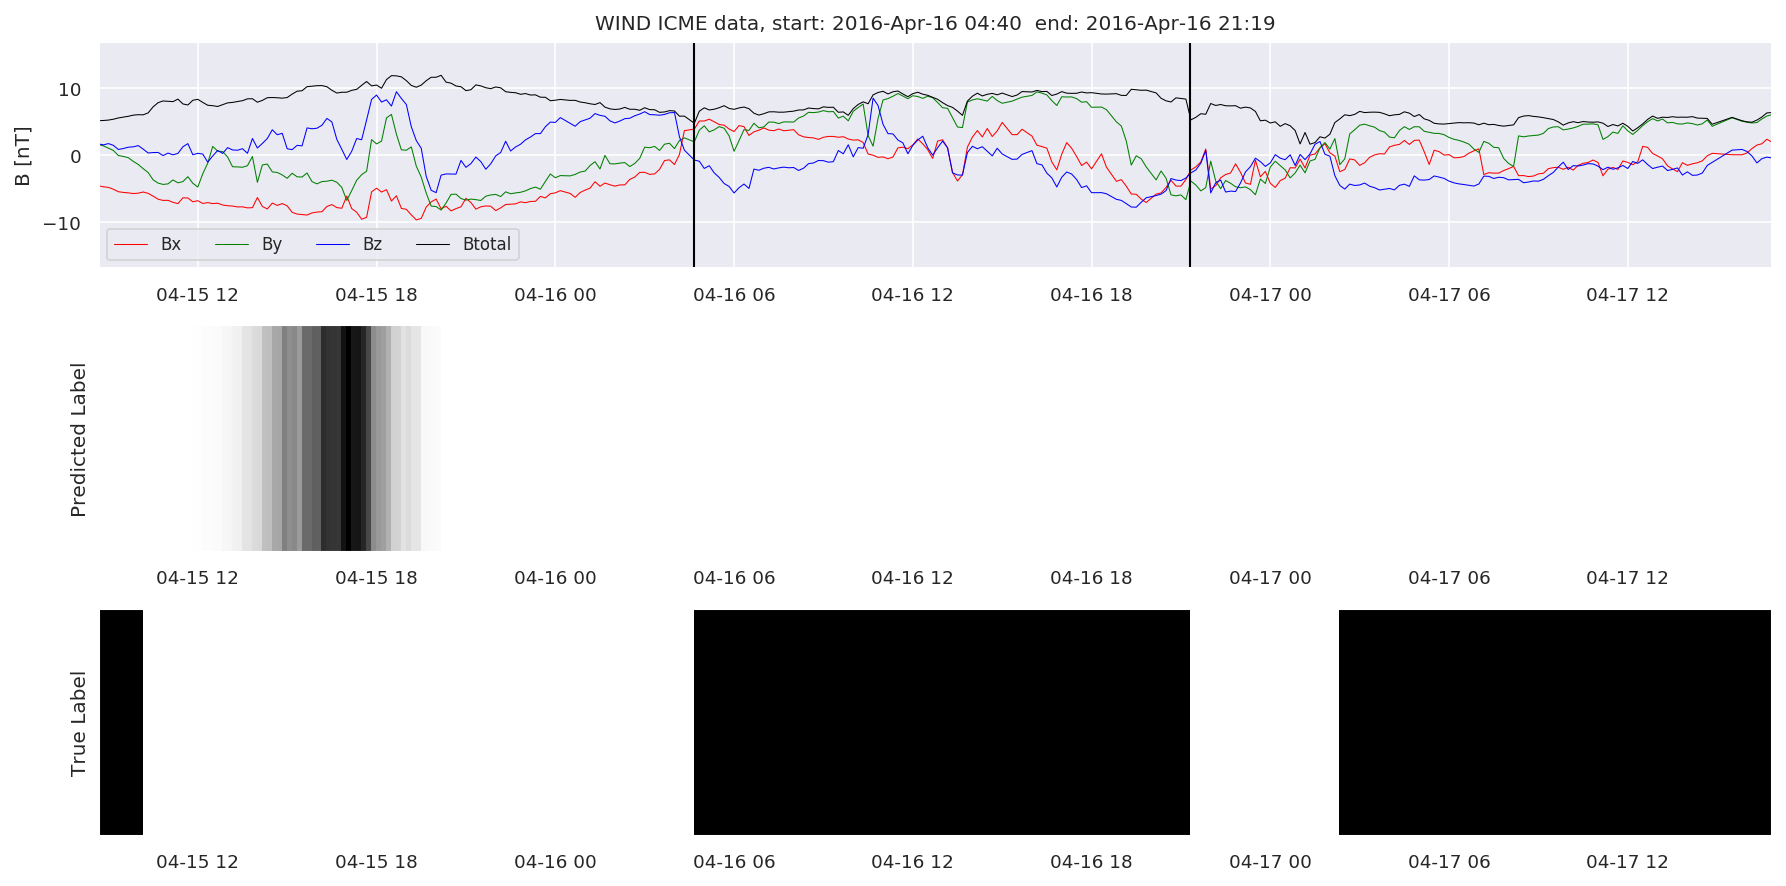 WIND ICME data, start: 2016-Apr-16 04:40  end: 2016-Apr-16 21:19
B [nT]
10
0
−10
Bx By Bz Btotal
04-15 12 04-15 18 04-16 00 04-16 06 04-16 12 04-16 18 04-17 00 04-17 06 04-17 12
Predicted Label
04-15 12 04-15 18 04-16 00 04-16 06 04-16 12 04-16 18 04-17 00 04-17 06 04-17 12
True Label
04-15 12 04-15 18 04-16 00 04-16 06 04-16 12 04-16 18 04-17 00 04-17 06 04-17 12